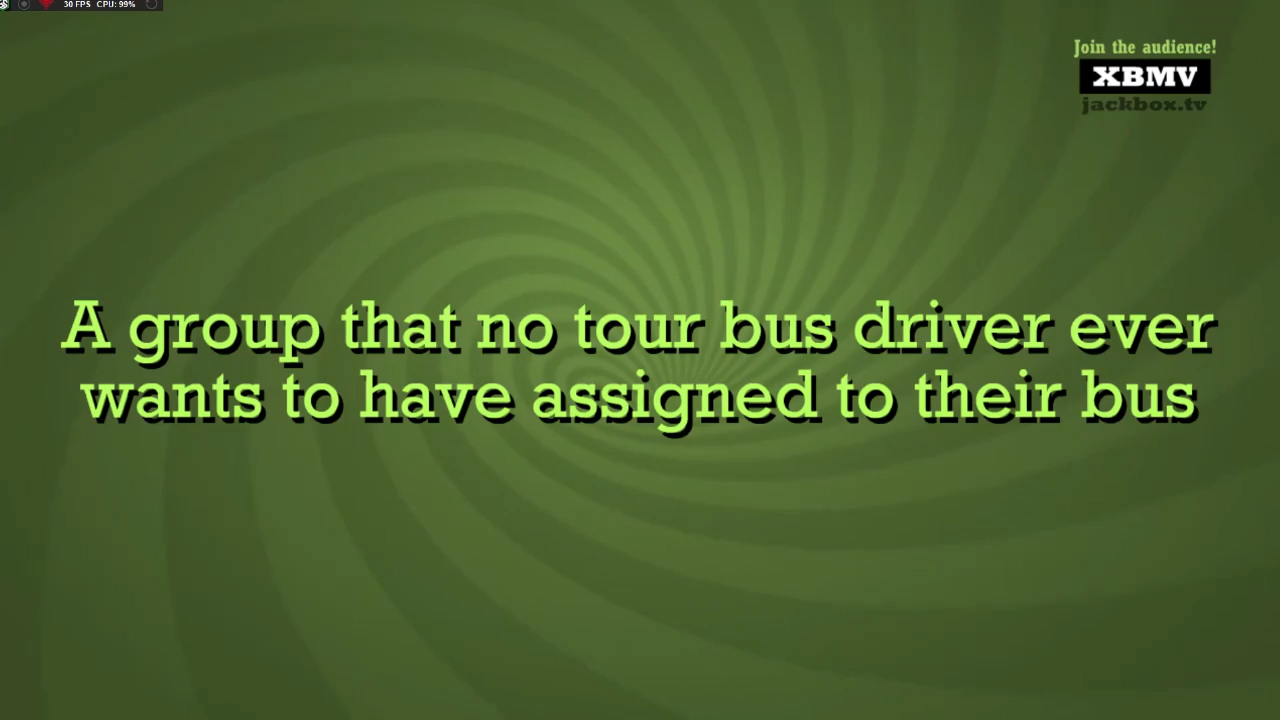 30 FPS CPU: 99%
Join the audience!
XBMV
jackbox.tv
A group that no tour bus driver ever
wants to have assigned to their bus